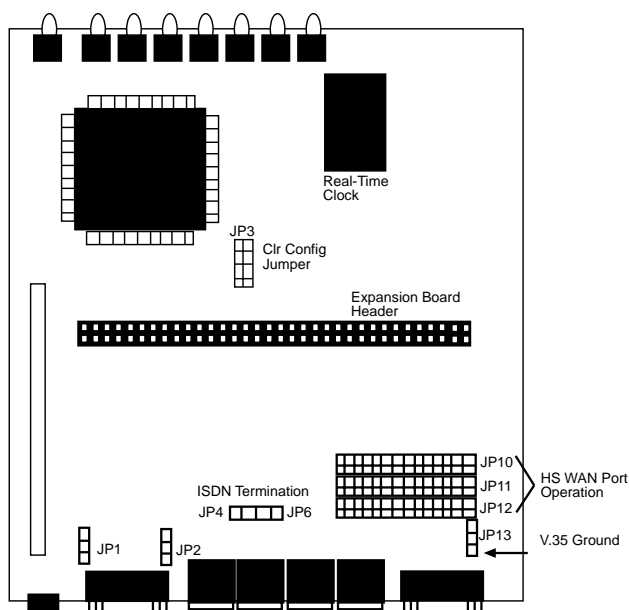 Real-Time
Clock
JP3
Clr Config
Jumper
Expansion Board
Header
JP10
JP11
JP12
HS WAN Port
Operation
ISDN Termination
JP4
JP6
JP13
V.35 Ground
JP1
JP2